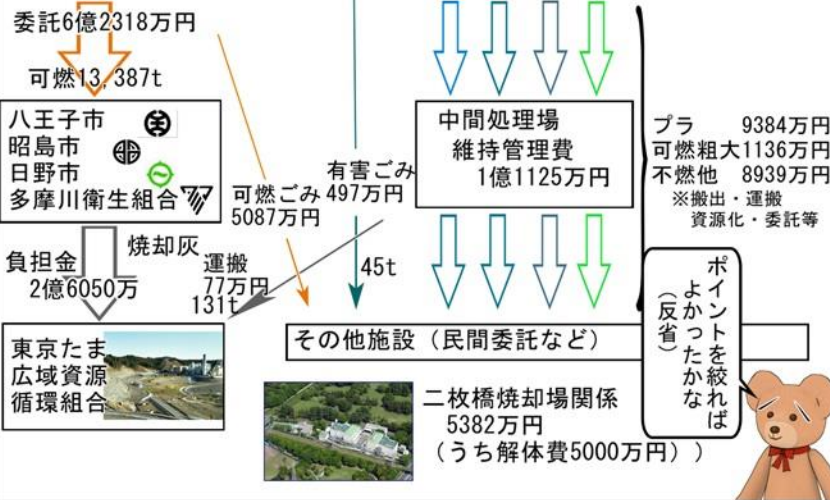 委託6億2318万円
可燃13,387t
八王子市
昭島市
日野市
多摩川衛生組合
可燃ごみ
5087万円
有害ごみ
497万円
中間処理場
維持管理費
1億1125万円
プラ 9384万円
可燃粗大1136万円
不燃他 8939万円
※搬出・運搬
資源化・委託等
負担金
2億6050万
焼却灰
運搬
77万円
131t
45t
東京たま
広域資源
循環組合
その他施設(民間委託など)
二枚橋焼却場関係
5382万円
(うち解体費5000万円))
ポイントを絞れば
よかったかな
(反省)